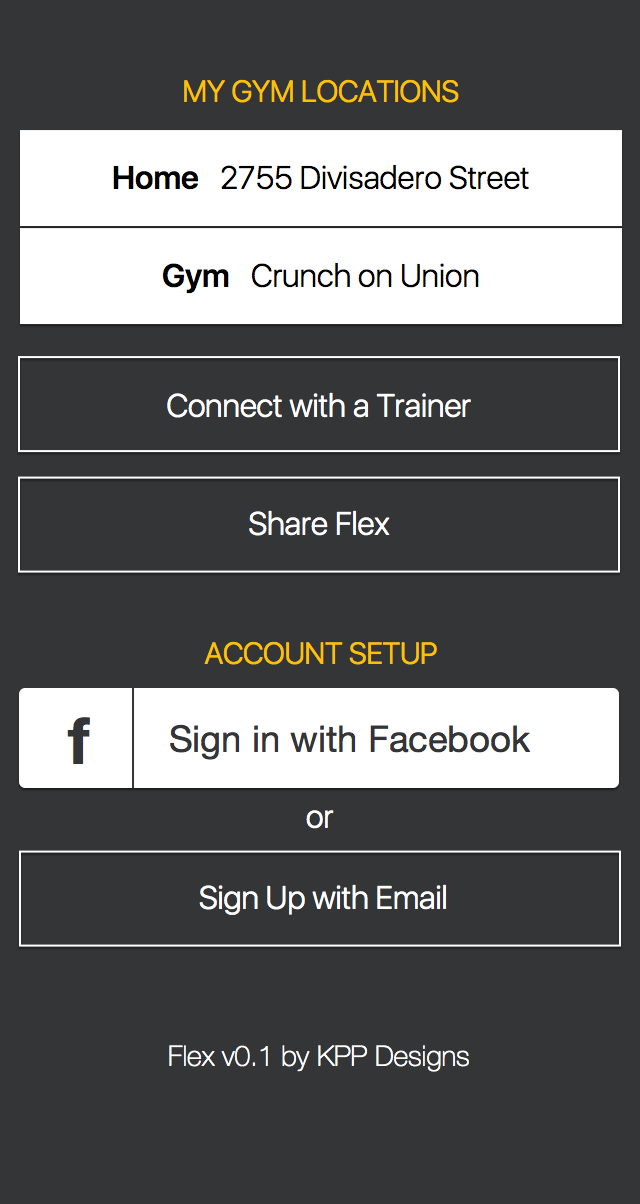 MY GYM LOCATIONS
Home 2755 Divisadero Street
Gym Crunch on Union
Connect with a Trainer
Share Flex
ACCOUNT SETUP
f Sign in with Facebook
or
Sign Up with Email
Flex v0.1 by KPP Designs